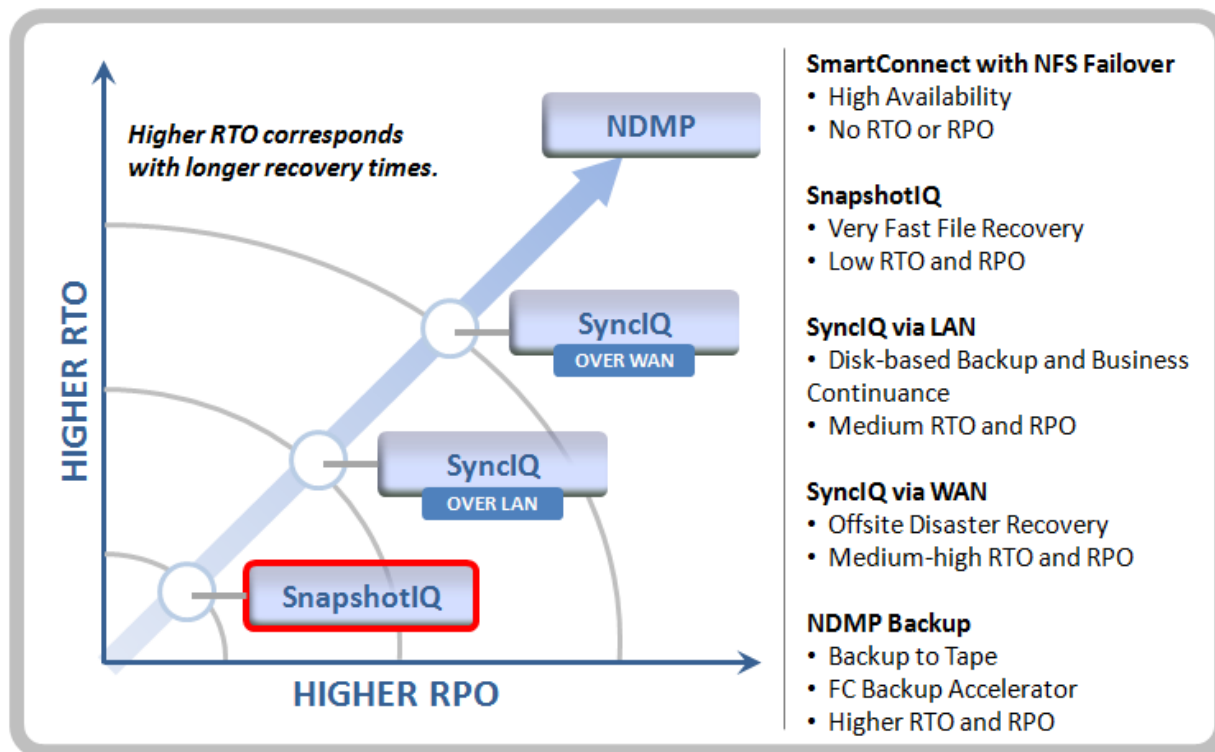 Higher RTO corresponds
with longer recovery times.
NDMP
SyncIQ
OVER WAN
SyncIQ
OVER LAN
SnapshotIQ
HIGHER RTO
HIGHER RPO
SmartConnect with NFS Failover
• High Availability
• No RTO or RPO
SnapshotIQ
• Very Fast File Recovery
• Low RTO and RPO
SyncIQ via LAN
• Disk-based Backup and Business
Continuance
• Medium RTO and RPO
SyncIQ via WAN
• Offsite Disaster Recovery
• Medium-high RTO and RPO
NDMP Backup
• Backup to Tape
• FC Backup Accelerator
• Higher RTO and RPO